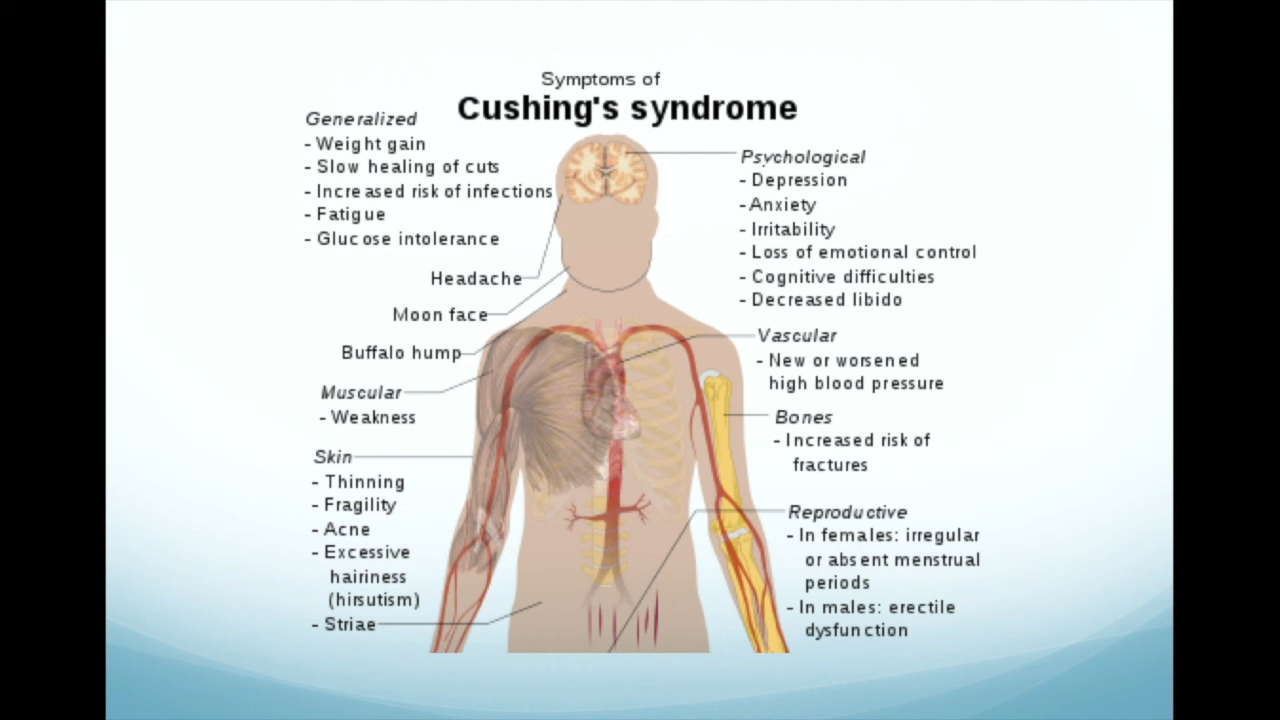 Symptoms of
Cushing's syndrome
Generalized
- Weight gain
- Slow healing of cuts
- Increased risk of infections
- Fatigue
- Glucose intolerance
Headache
Moon face
Buffalo hump
Muscular
- Weakness
Skin
- Thinning
- Fragility
- Acne
- Excessive
hairiness
(hirsutism)
- Striae
Psychological
- Depression
- Anxiety
- Irritability
- Loss of emotional control
- Cognitive difficulties
- Decreased libido
Vascular
- New or worsened
high blood pressure
Bones
- Increased risk of
fractures
Reproductive
- In females: irregular
or absent menstrual
periods
- In males: erectile
dysfunction